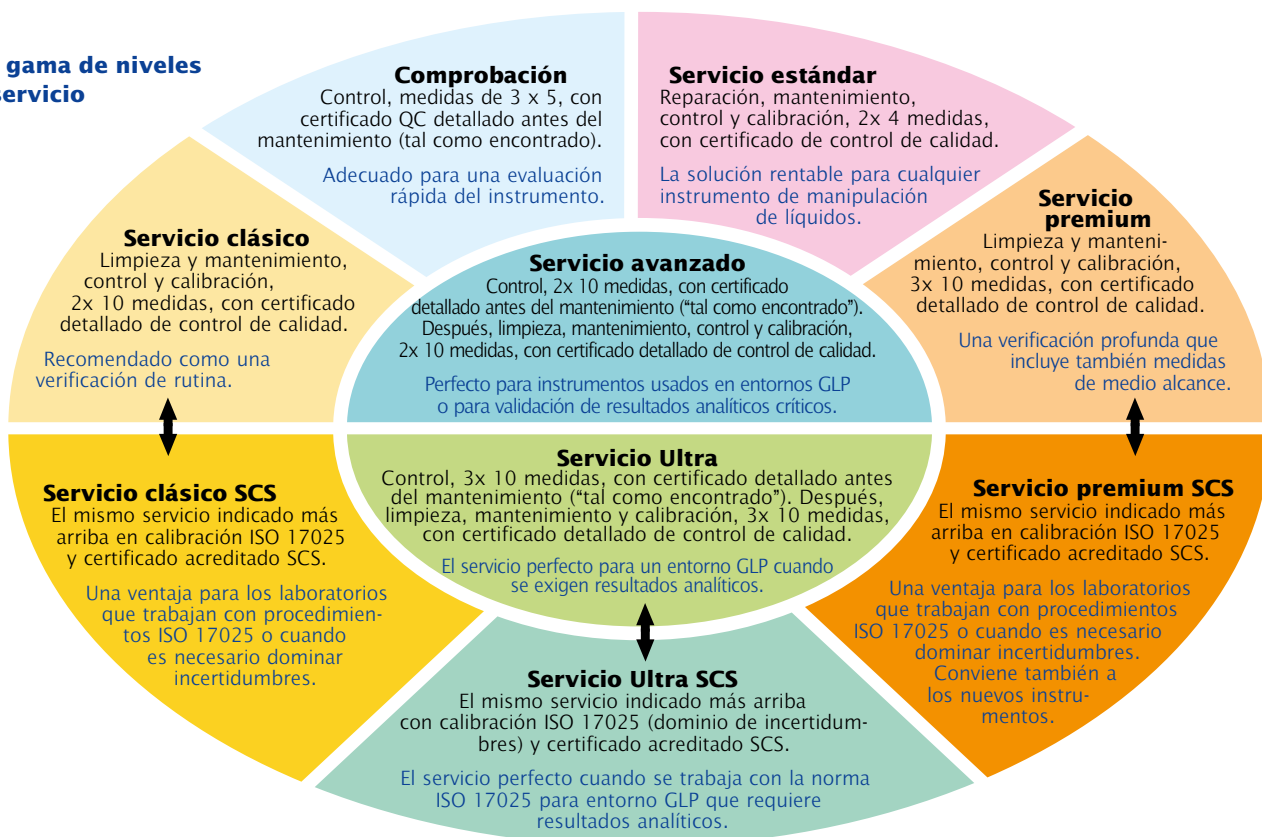 gama de niveles
servicio
Comprobación
Control, medidas de 3 x 5, con
certificado QC detallado antes del
mantenimiento (tal como encontrado).
Adecuado para una evaluación
rápida del instrumento.
Servicio estándar
Reparación, mantenimiento,
control y calibración, 2x 4 medidas,
con certificado de control de calidad.
La solución rentable para cualquier
instrumento de manipulación
de líquidos.
Servicio clásico
Limpieza y mantenimiento,
control y calibración,
2x 10 medidas, con certificado
detallado de control de calidad.
Recomendado como una
verificación de rutina.
Servicio avanzado
Control, 2x 10 medidas, con certificado
detallado antes del mantenimiento (“tal como encontrado”).
Después, limpieza, mantenimiento, control y calibración,
2x 10 medidas, con certificado detallado de control de calidad.
Perfecto para instrumentos usados en entornos GLP
o para validación de resultados analíticos críticos.
Servicio
premium
Limpieza y manteni-
miento, control y calibración,
3x 10 medidas, con certificado
detallado de control de calidad.
Una verificación profunda que
incluye también medidas
de medio alcance.
Servicio clásico SCS
El mismo servicio indicado más
arriba en calibración ISO 17025
y certificado acreditado SCS.
Una ventaja para los laboratorios
que trabajan con procedimien-
tos ISO 17025 o cuando
es necesario dominar
incertidumbres.
Servicio Ultra
Control, 3x 10 medidas, con certificado detallado antes
del mantenimiento (“tal como encontrado”). Después,
limpieza, mantenimiento y calibración, 3x 10 medidas,
con certificado detallado de control de calidad.
El servicio perfecto para un entorno GLP cuando
se exigen resultados analíticos.
Servicio premium SCS
El mismo servicio indicado más
arriba en calibración ISO 17025
y certificado acreditado SCS.
Una ventaja para los laboratorios
que trabajan con procedimientos
ISO 17025 o cuando es necesario
dominar incertidumbres.
Conviene también a
los nuevos instru-
mentos.
Servicio Ultra SCS
El mismo servicio indicado más arriba
con calibración ISO 17025 (dominio de incertidum-
bres) y certificado acreditado SCS.
El servicio perfecto cuando se trabaja con la norma
ISO 17025 para entorno GLP que requiere
resultados analíticos.